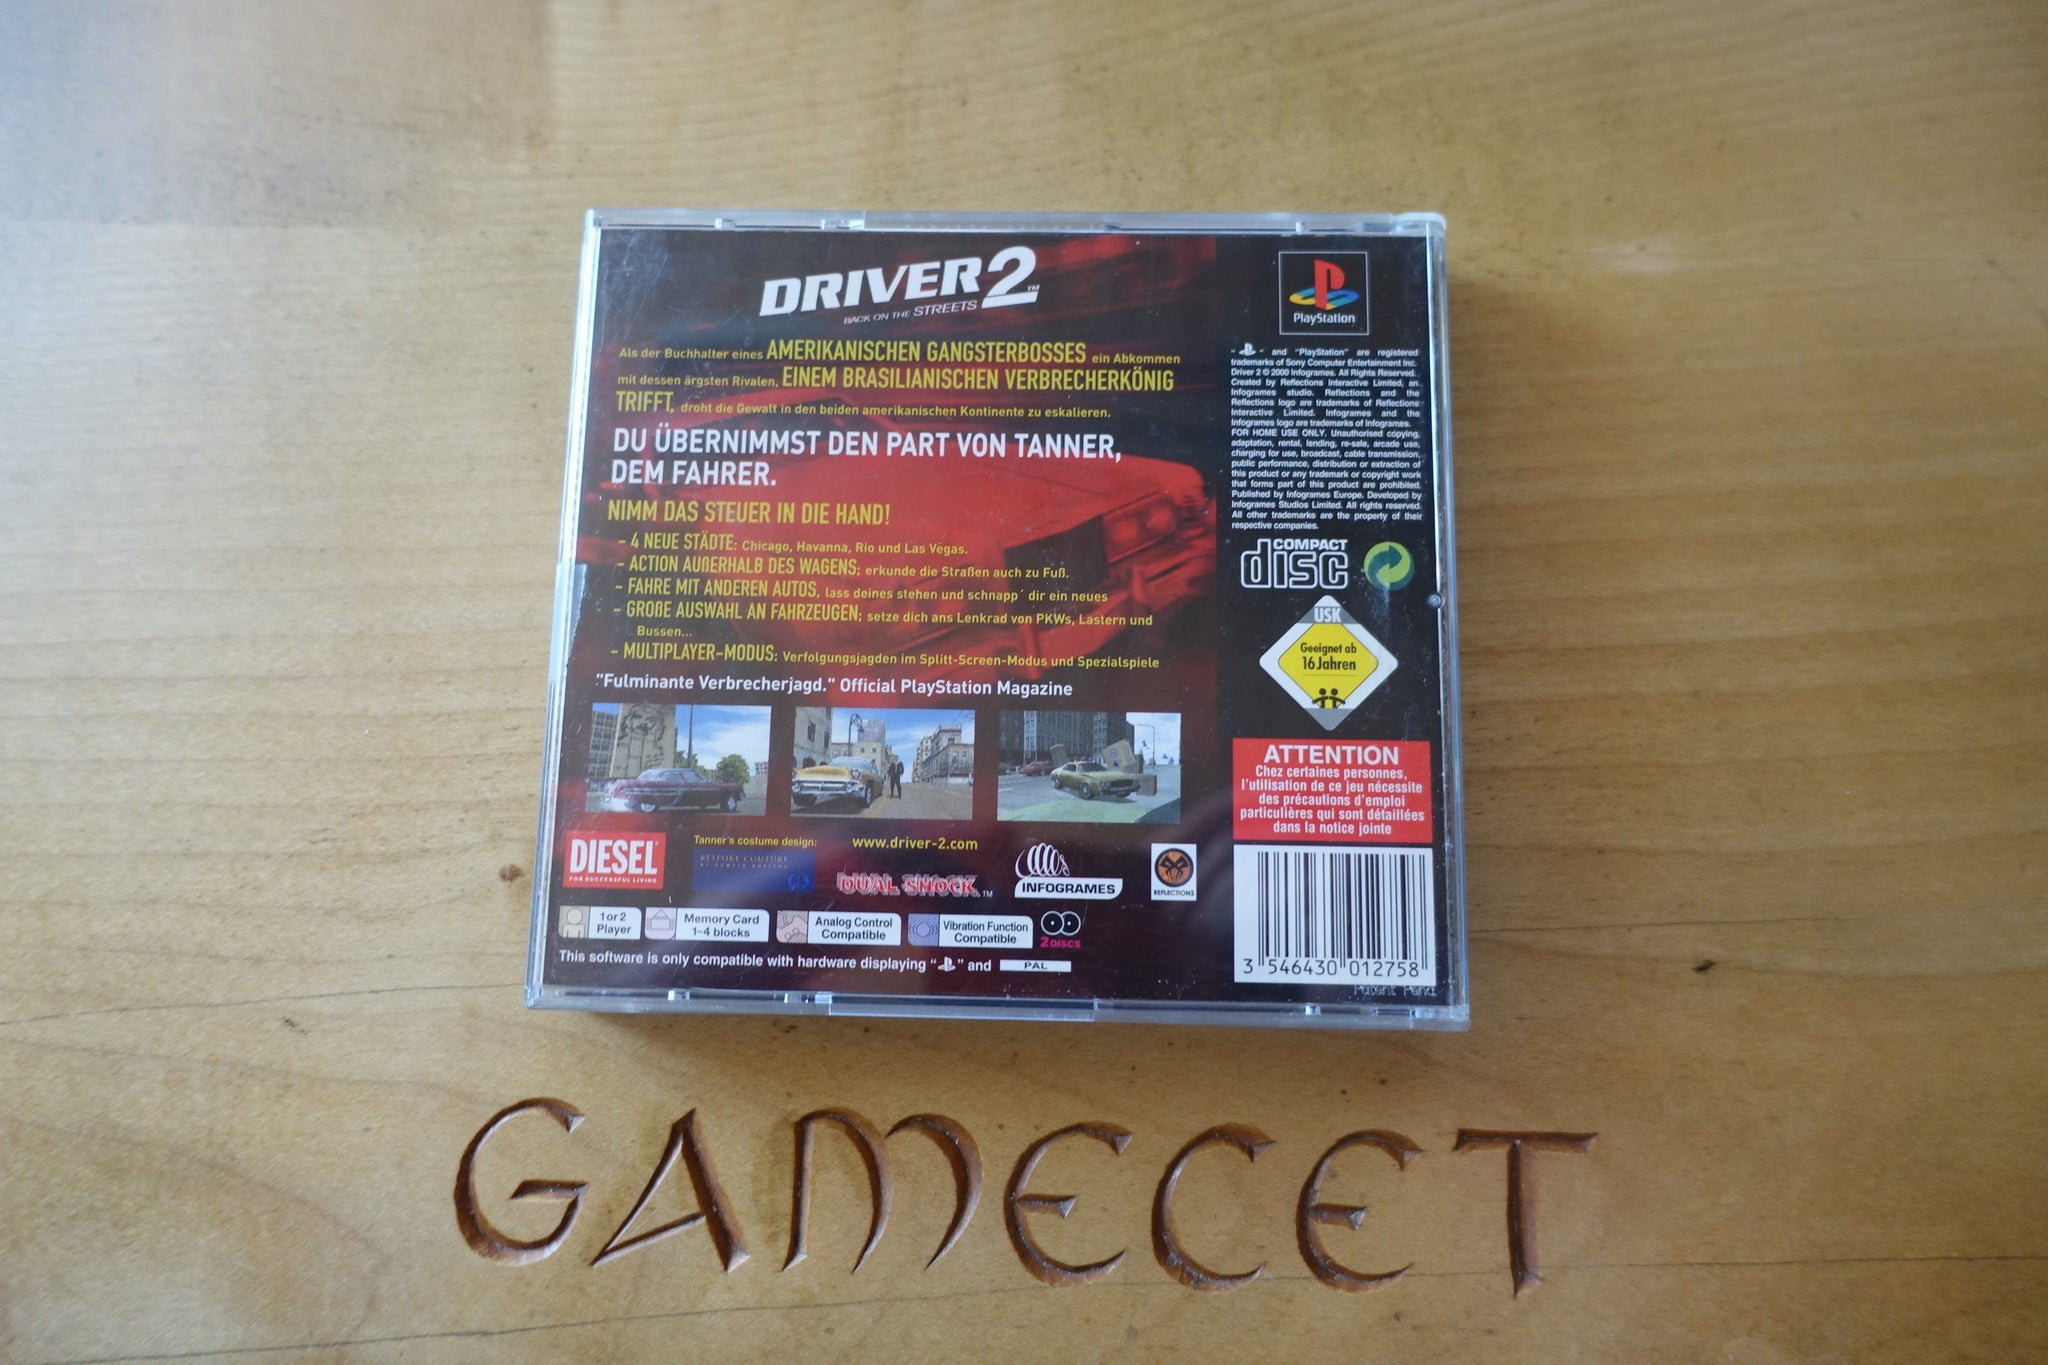 DRIVER 2™
BACK ON THE STREETS
Als der Buchhalter eines AMERIKANISCHEN GANGSTERBOSSES ein Abkommen
mit dessen ärgsten Rivalen, EINEM BRASILIANISCHEN VERBRECHERKÖNIG
TRIFFT, droht die Gewalt in den beiden amerikanischen Kontinente zu eskalieren.
DU ÜBERNIMMST DEN PART VON TANNER,
DEM FAHRER.
NIMM DAS STEUER IN DIE HAND!
- 4 NEUE STÄDTE: Chicago, Havanna, Rio und Las Vegas.
- ACTION AUßERHALB DES WAGENS; erkunde die Straßen auch zu Fuß.
- FAHRE MIT ANDEREN AUTOS, lass deines stehen und schnapp´ dir ein neues
- GROßE AUSWAHL AN FAHRZEUGEN; setze dich ans Lenkrad von PKWs, Lastern und
Bussen...
- MULTIPLAYER-MODUS: Verfolgungsjagden im Splitt-Screen-Modus und Spezialspiele
"Fulminante Verbrecherjagd." Official PlayStation Magazine
DIESEL
FOR SUCCESSFUL LIVING
Tanner's costume design:
BESPOKE COUTURE
www.driver-2.com
DUAL SHOCK™
INFOGRAMES
REFLECTIONS
1 or 2
Player
Memory Card
1-4 blocks
Analog Control
Compatible
Vibration Function
Compatible
2 DISCS
This software is only compatible with hardware displaying " " and PAL
PlayStation
" " and "PlayStation" are registered
trademarks of Sony Computer Entertainment Inc.
Driver 2 © 2000 Infogrames. All Rights Reserved.
Created by Reflections Interactive Limited, an
Infogrames studio. Reflections and the
Reflections logo are trademarks of Reflections
Interactive Limited. Infogrames and the
Infogrames logo are trademarks of Infogrames.
FOR HOME USE ONLY. Unauthorised copying,
adaptation, rental, lending, re-sale, arcade use,
charging for use, broadcast, cable transmission,
public performance, distribution or extraction of
this product or any trademark or copyright work
that forms part of this product are prohibited.
Published by Infogrames Europe. Developed by
Infogrames Studios Limited. All rights reserved.
All other trademarks are the property of their
respective companies.
COMPACT
disc
USK
Geeignet ab
16 Jahren
ATTENTION
Chez certaines personnes,
l'utilisation de ce jeu nécessite
des précautions d'emploi
particulières qui sont détaillées
dans la notice jointe
3 546430 012758
Patent Pend.
GAMECET